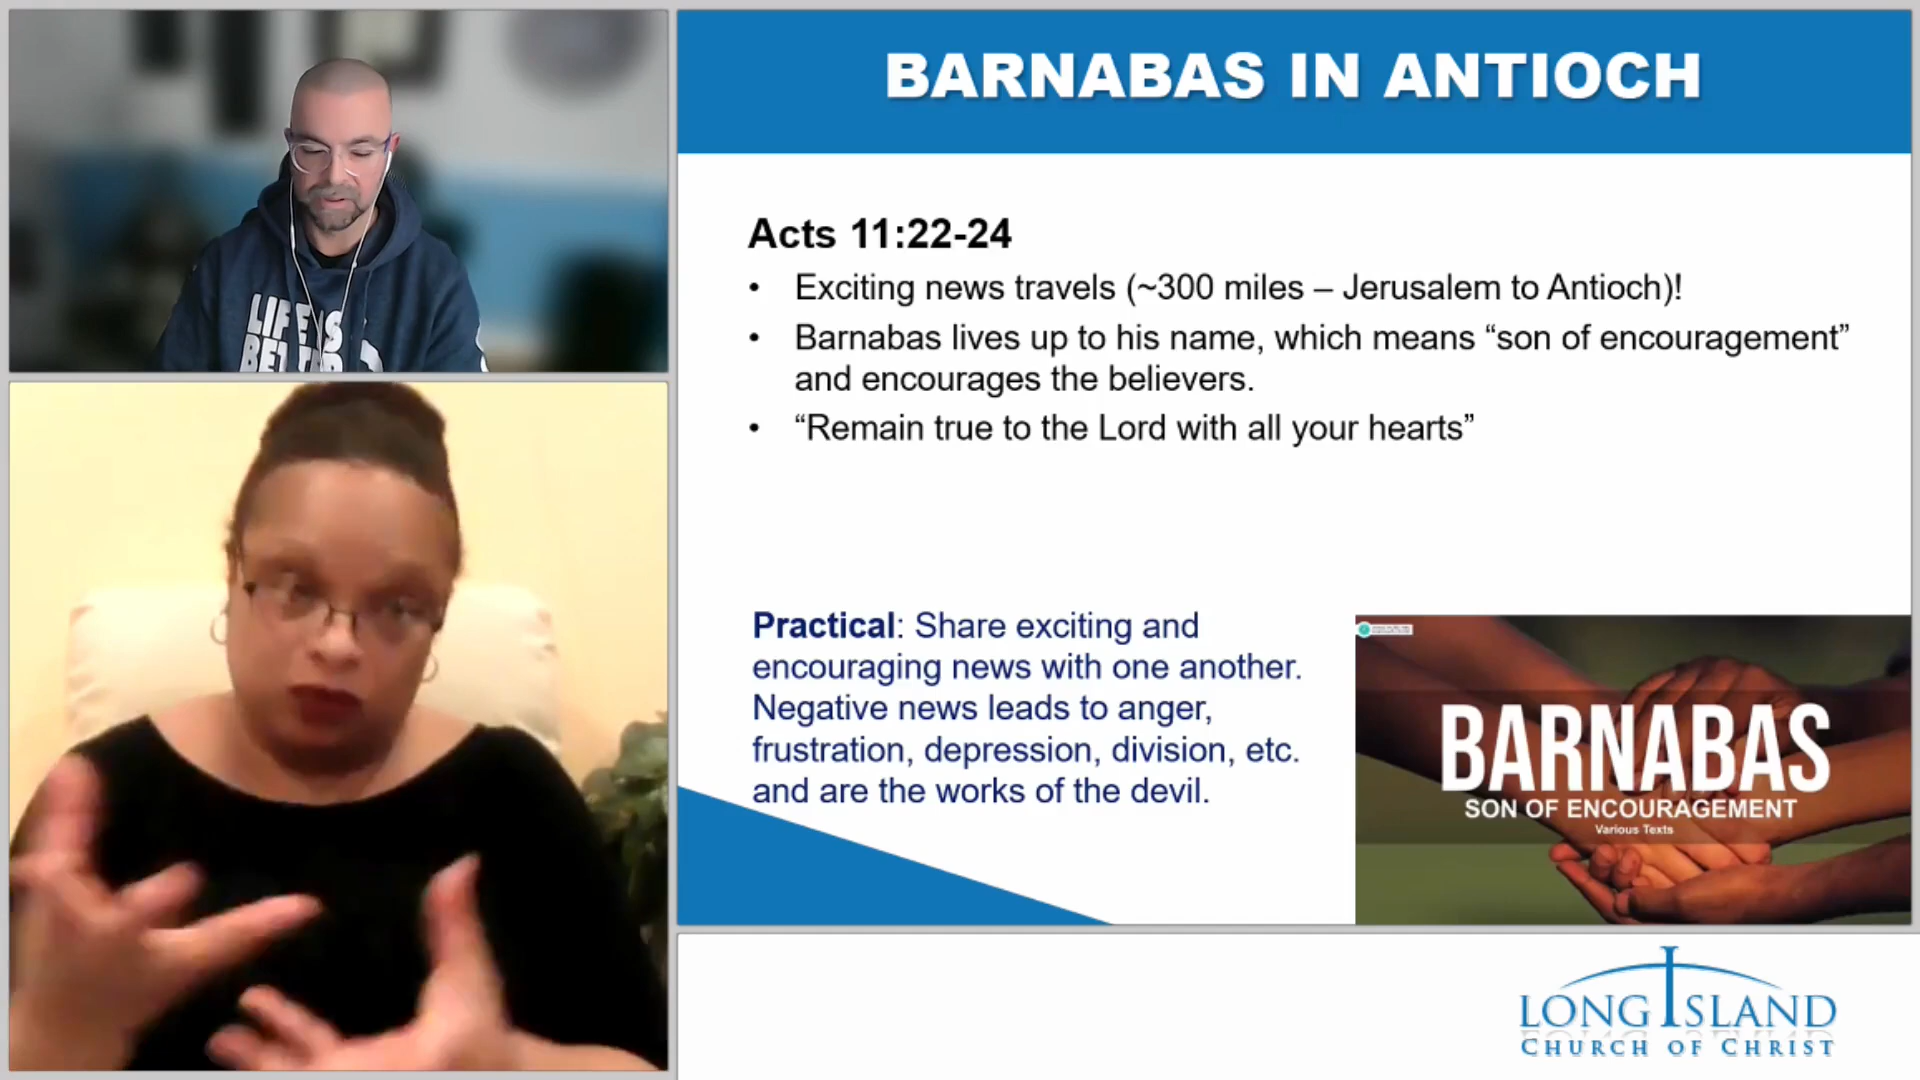 BARNABAS IN ANTIOCH
Acts 11:22-24
• Exciting news travels (~300 miles – Jerusalem to Antioch)!
• Barnabas lives up to his name, which means “son of encouragement”
and encourages the believers.
• “Remain true to the Lord with all your hearts”
Practical: Share exciting and
encouraging news with one another.
Negative news leads to anger,
frustration, depression, division, etc.
and are the works of the devil.
BARNABAS
SON OF ENCOURAGEMENT
Various Texts
LONG ISLAND
CHURCH OF CHRIST